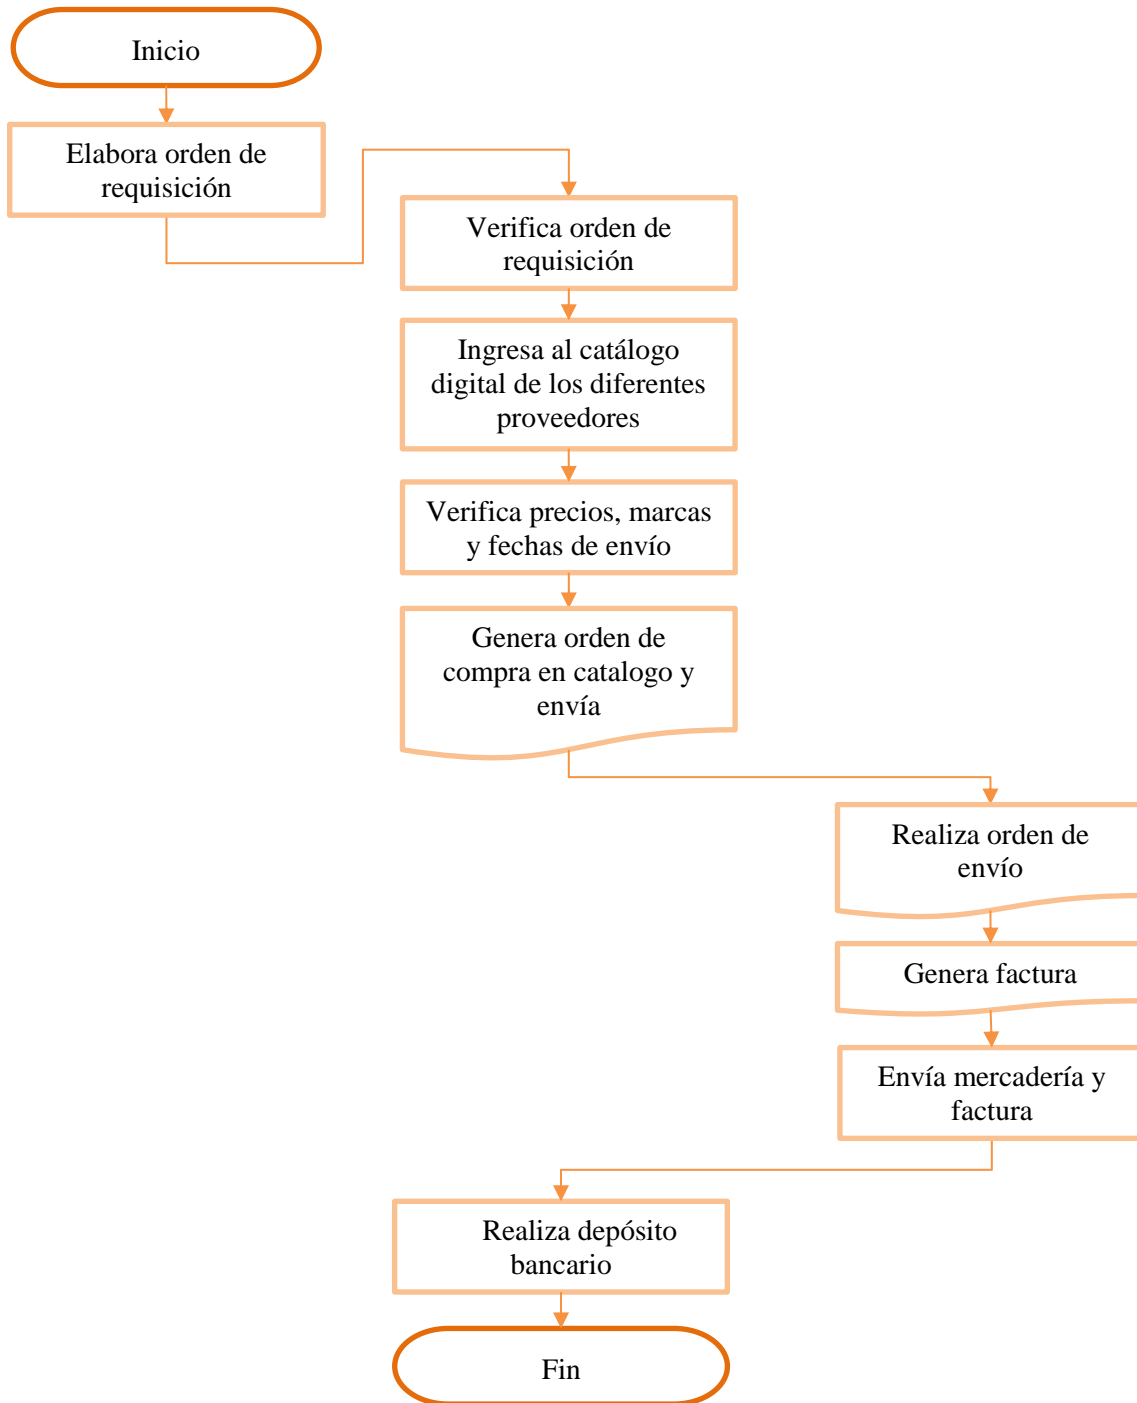 Inicio
Elabora orden de
requisición
Verifica orden de
requisición
Ingresa al catálogo
digital de los diferentes
proveedores
Verifica precios, marcas
y fechas de envío
Genera orden de
compra en catalogo y
envía
Realiza orden de
envío
Genera factura
Envía mercadería y
factura
Realiza depósito
bancario
Fin